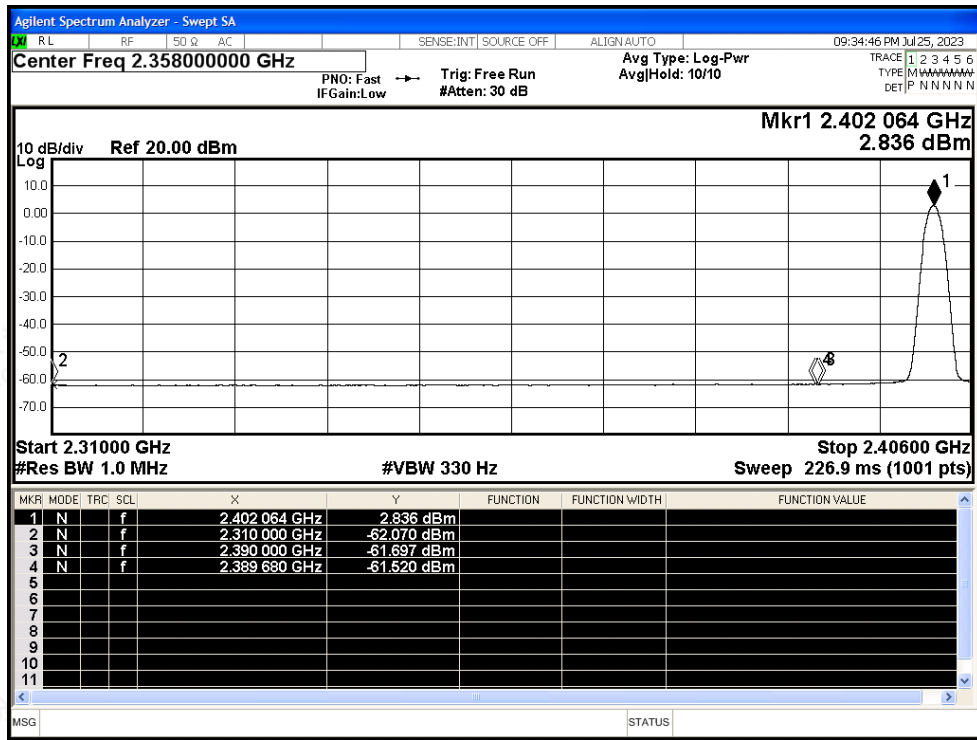 Agilent Spectrum Analyzer - Swept SA
LXI RL RF 50 Ω AC SENSE:INT SOURCE OFF ALIGN AUTO 09:34:46 PM Jul 25, 2023
Center Freq 2.358000000 GHz
PNO: Fast
IFGain:Low
Trig: Free Run
#Atten: 30 dB
Avg Type: Log-Pwr
Avg|Hold: 10/10
TRACE 1 2 3 4 5 6
TYPE M
DET P N N N N N
Mkr1 2.402 064 GHz
2.836 dBm
10 dB/div Ref 20.00 dBm
Log
10.0
0.00
-10.0
-20.0
-30.0
-40.0
-50.0
-60.0
-70.0
1
2
4 3
Start 2.31000 GHz Stop 2.40600 GHz
#Res BW 1.0 MHz #VBW 330 Hz Sweep 226.9 ms (1001 pts)
MKR MODE TRC SCL X Y FUNCTION FUNCTION WIDTH FUNCTION VALUE
1 N f 2.402 064 GHz 2.836 dBm
2 N f 2.310 000 GHz -62.070 dBm
3 N f 2.390 000 GHz -61.697 dBm
4 N f 2.389 680 GHz -61.520 dBm
5
6
7
8
9
10
11
MSG STATUS